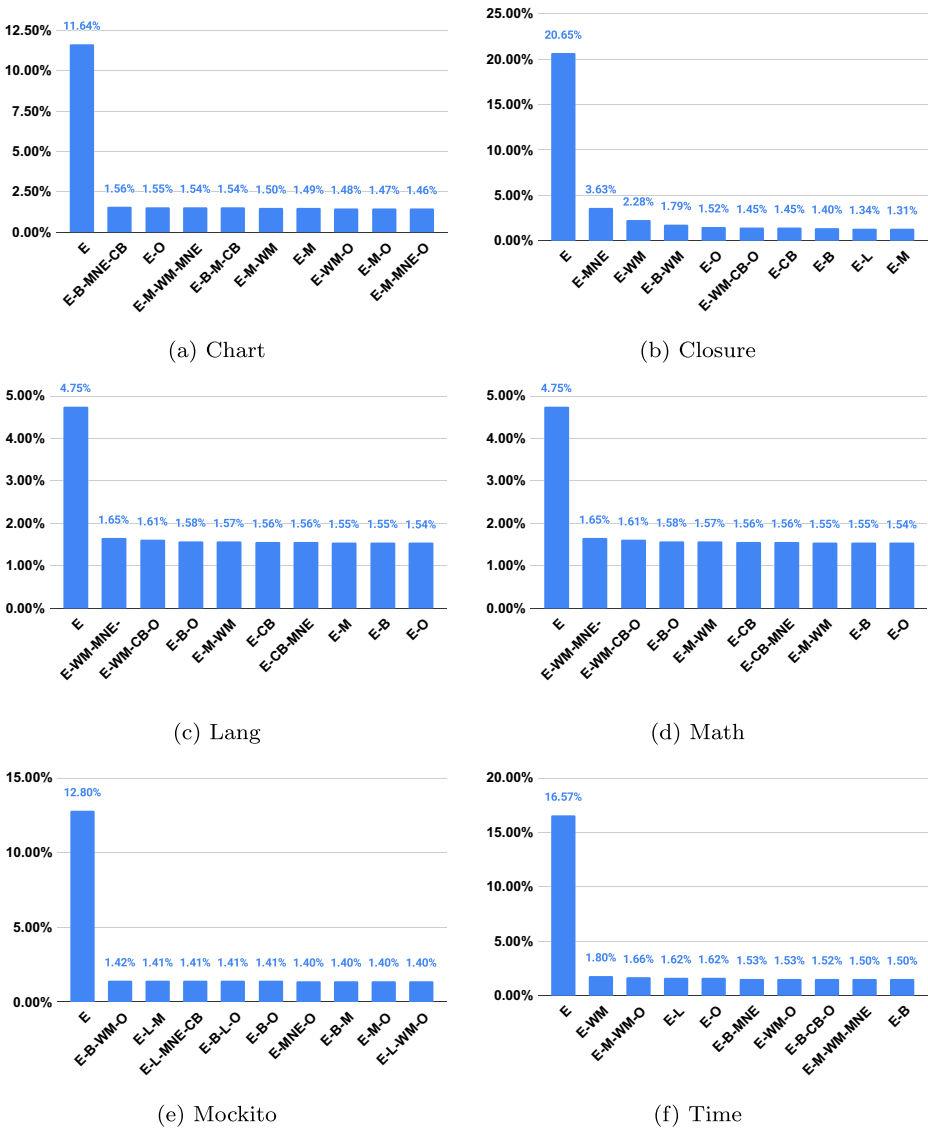 12.50%
10.00%
7.50%
5.00%
2.50%
0.00%
11.64%
1.56%
1.55%
1.54%
1.54%
1.50%
1.49%
1.48%
1.47%
1.46%
E
E-B-MNE-CB
E-O
E-M-WM-MNE
E-B-M-CB
E-M-WM
E-M
E-WM-O
E-M-O
E-M-MNE-O
(a) Chart
25.00%
20.00%
15.00%
10.00%
5.00%
0.00%
20.65%
3.63%
2.28%
1.79%
1.52%
1.45%
1.45%
1.40%
1.34%
1.31%
E
E-MNE
E-WM
E-B-WM
E-O
E-WM-CB-O
E-CB
E-B
E-L
E-M
(b) Closure
5.00%
4.00%
3.00%
2.00%
1.00%
0.00%
4.75%
1.65%
1.61%
1.58%
1.57%
1.56%
1.56%
1.55%
1.55%
1.54%
E
E-WM-MNE-
E-WM-CB-O
E-B-O
E-M-WM
E-CB
E-CB-MNE
E-M
E-B
E-O
(c) Lang
5.00%
4.00%
3.00%
2.00%
1.00%
0.00%
4.75%
1.65%
1.61%
1.58%
1.57%
1.56%
1.56%
1.55%
1.55%
1.54%
E
E-WM-MNE-
E-WM-CB-O
E-B-O
E-M-WM
E-CB
E-CB-MNE
E-M-WM
E-B
E-O
(d) Math
15.00%
10.00%
5.00%
0.00%
12.80%
1.42%
1.41%
1.41%
1.41%
1.41%
1.40%
1.40%
1.40%
1.40%
E
E-B-WM-O
E-L-M
E-L-MNE-CB
E-B-L-O
E-B-O
E-MNE-O
E-B-M
E-M-O
E-L-WM-O
(e) Mockito
20.00%
15.00%
10.00%
5.00%
0.00%
16.57%
1.80%
1.66%
1.62%
1.62%
1.53%
1.53%
1.52%
1.50%
1.50%
E
E-WM
E-M-WM-O
E-L
E-O
E-B-MNE
E-WM-O
E-B-CB-O
E-M-WM-MNE
E-B
(f) Time